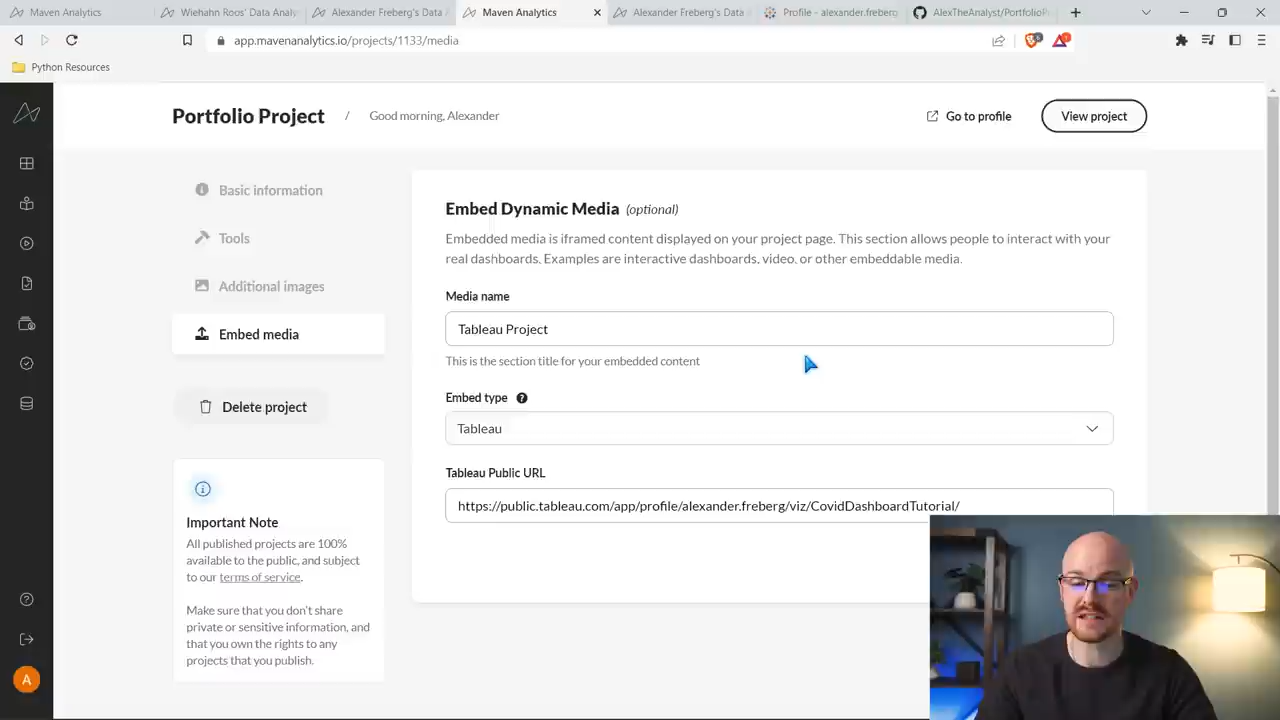 Maven Analytics
Wiehahn Roos' Data Analy
Alexander Freberg's Data A
Maven Analytics
Alexander Freberg's Data
Profile - alexander.freberg
AlexTheAnalyst/PortfolioPr
app.mavenanalytics.io/projects/1133/media
Python Resources
Portfolio Project / Good morning, Alexander
Go to profile
View project
Basic information
Tools
Additional images
Embed media
Delete project
Important Note
All published projects are 100%
available to the public, and subject
to our terms of service.
Make sure that you don't share
private or sensitive information, and
that you own the rights to any
projects that you publish.
Embed Dynamic Media (optional)
Embedded media is iframed content displayed on your project page. This section allows people to interact with your
real dashboards. Examples are interactive dashboards, video, or other embeddable media.
Media name
Tableau Project
This is the section title for your embedded content
Embed type
Tableau
Tableau Public URL
https://public.tableau.com/app/profile/alexander.freberg/viz/CovidDashboardTutorial/
A